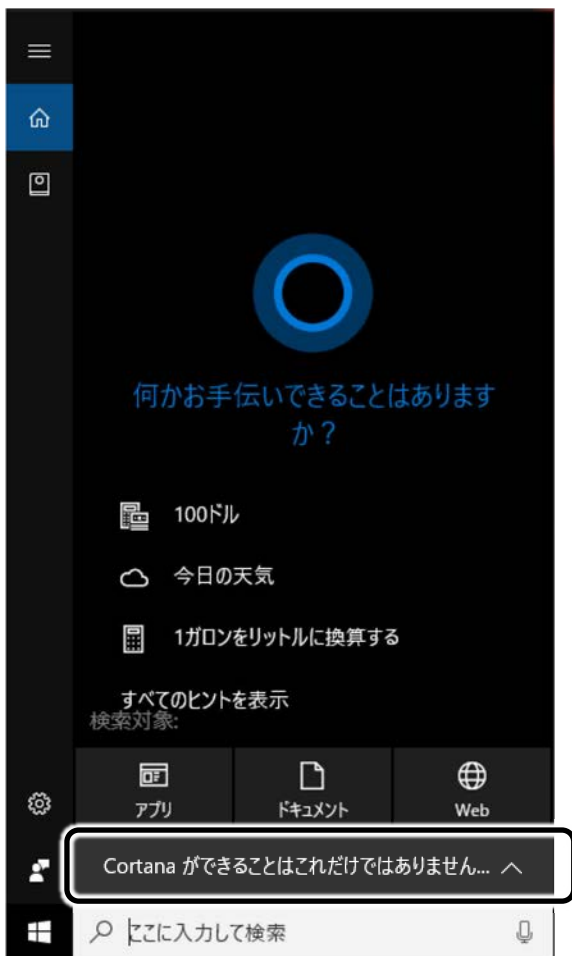 何かお手伝いできることはあります
か？
100ドル
今日の天気
1ガロンをリットルに換算する
すべてのヒントを表示
検索対象:
アプリ ドキュメント Web
Cortana ができることはこれだけではありません...
ここに入力して検索